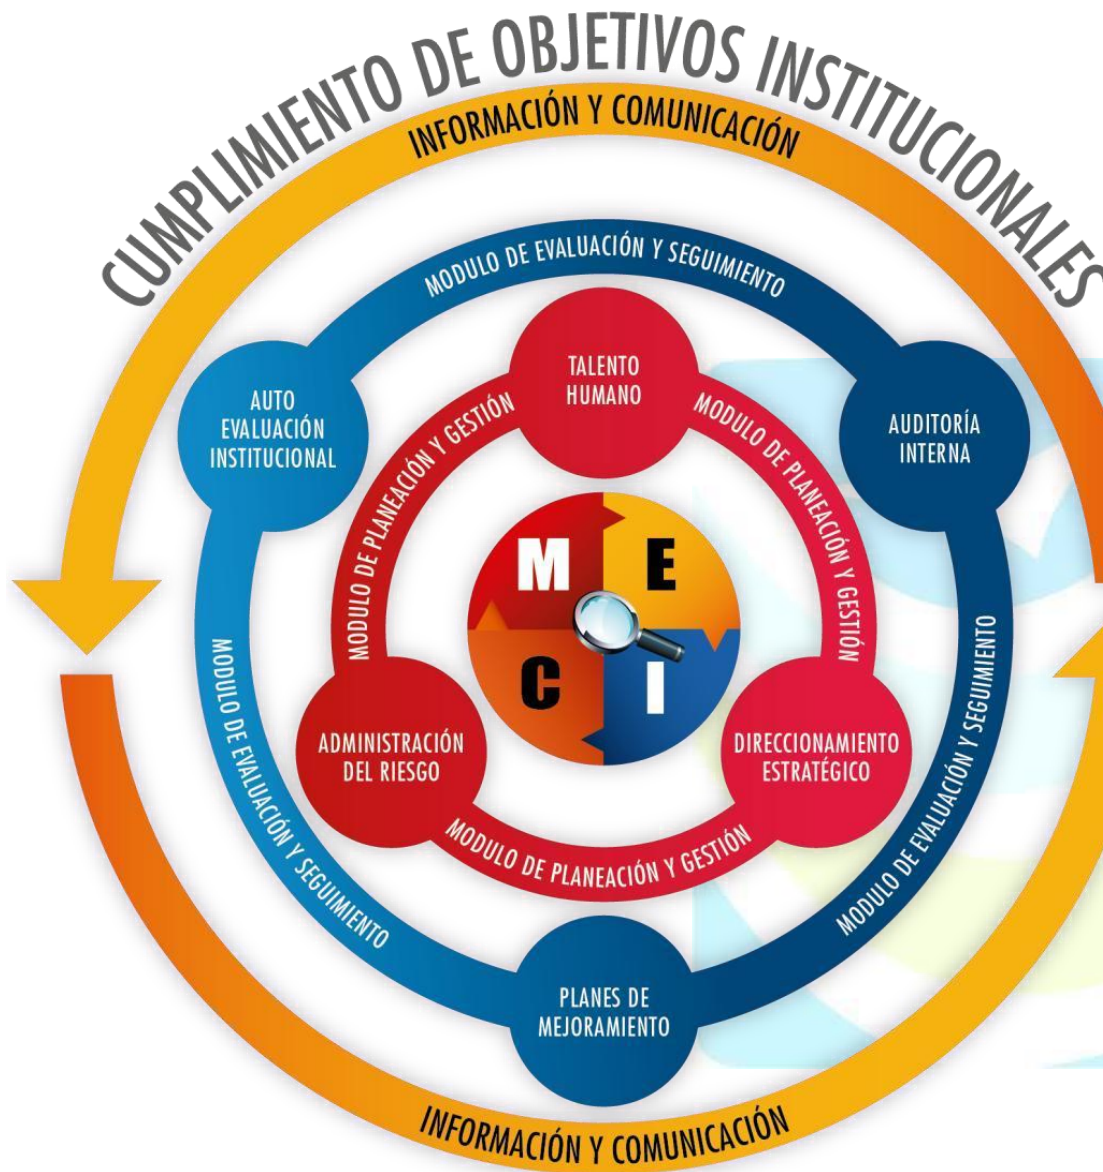 CUMPLIMIENTO DE OBJETIVOS INSTITUCIONALES
INFORMACIÓN Y COMUNICACIÓN
MODULO DE EVALUACIÓN Y SEGUIMIENTO
TALENTO
HUMANO
AUTO
EVALUACIÓN
INSTITUCIONAL
AUDITORÍA
INTERNA
MODULO DE PLANEACIÓN Y GESTIÓN
MODULO DE PLANEACIÓN Y GESTIÓN
M E
C I
MODULO DE EVALUACIÓN Y SEGUIMIENTO
MODULO DE EVALUACIÓN Y SEGUIMIENTO
ADMINISTRACIÓN
DEL RIESGO
DIRECCIONAMIENTO
ESTRATÉGICO
MODULO DE PLANEACIÓN Y GESTIÓN
PLANES DE
MEJORAMIENTO
INFORMACIÓN Y COMUNICACIÓN